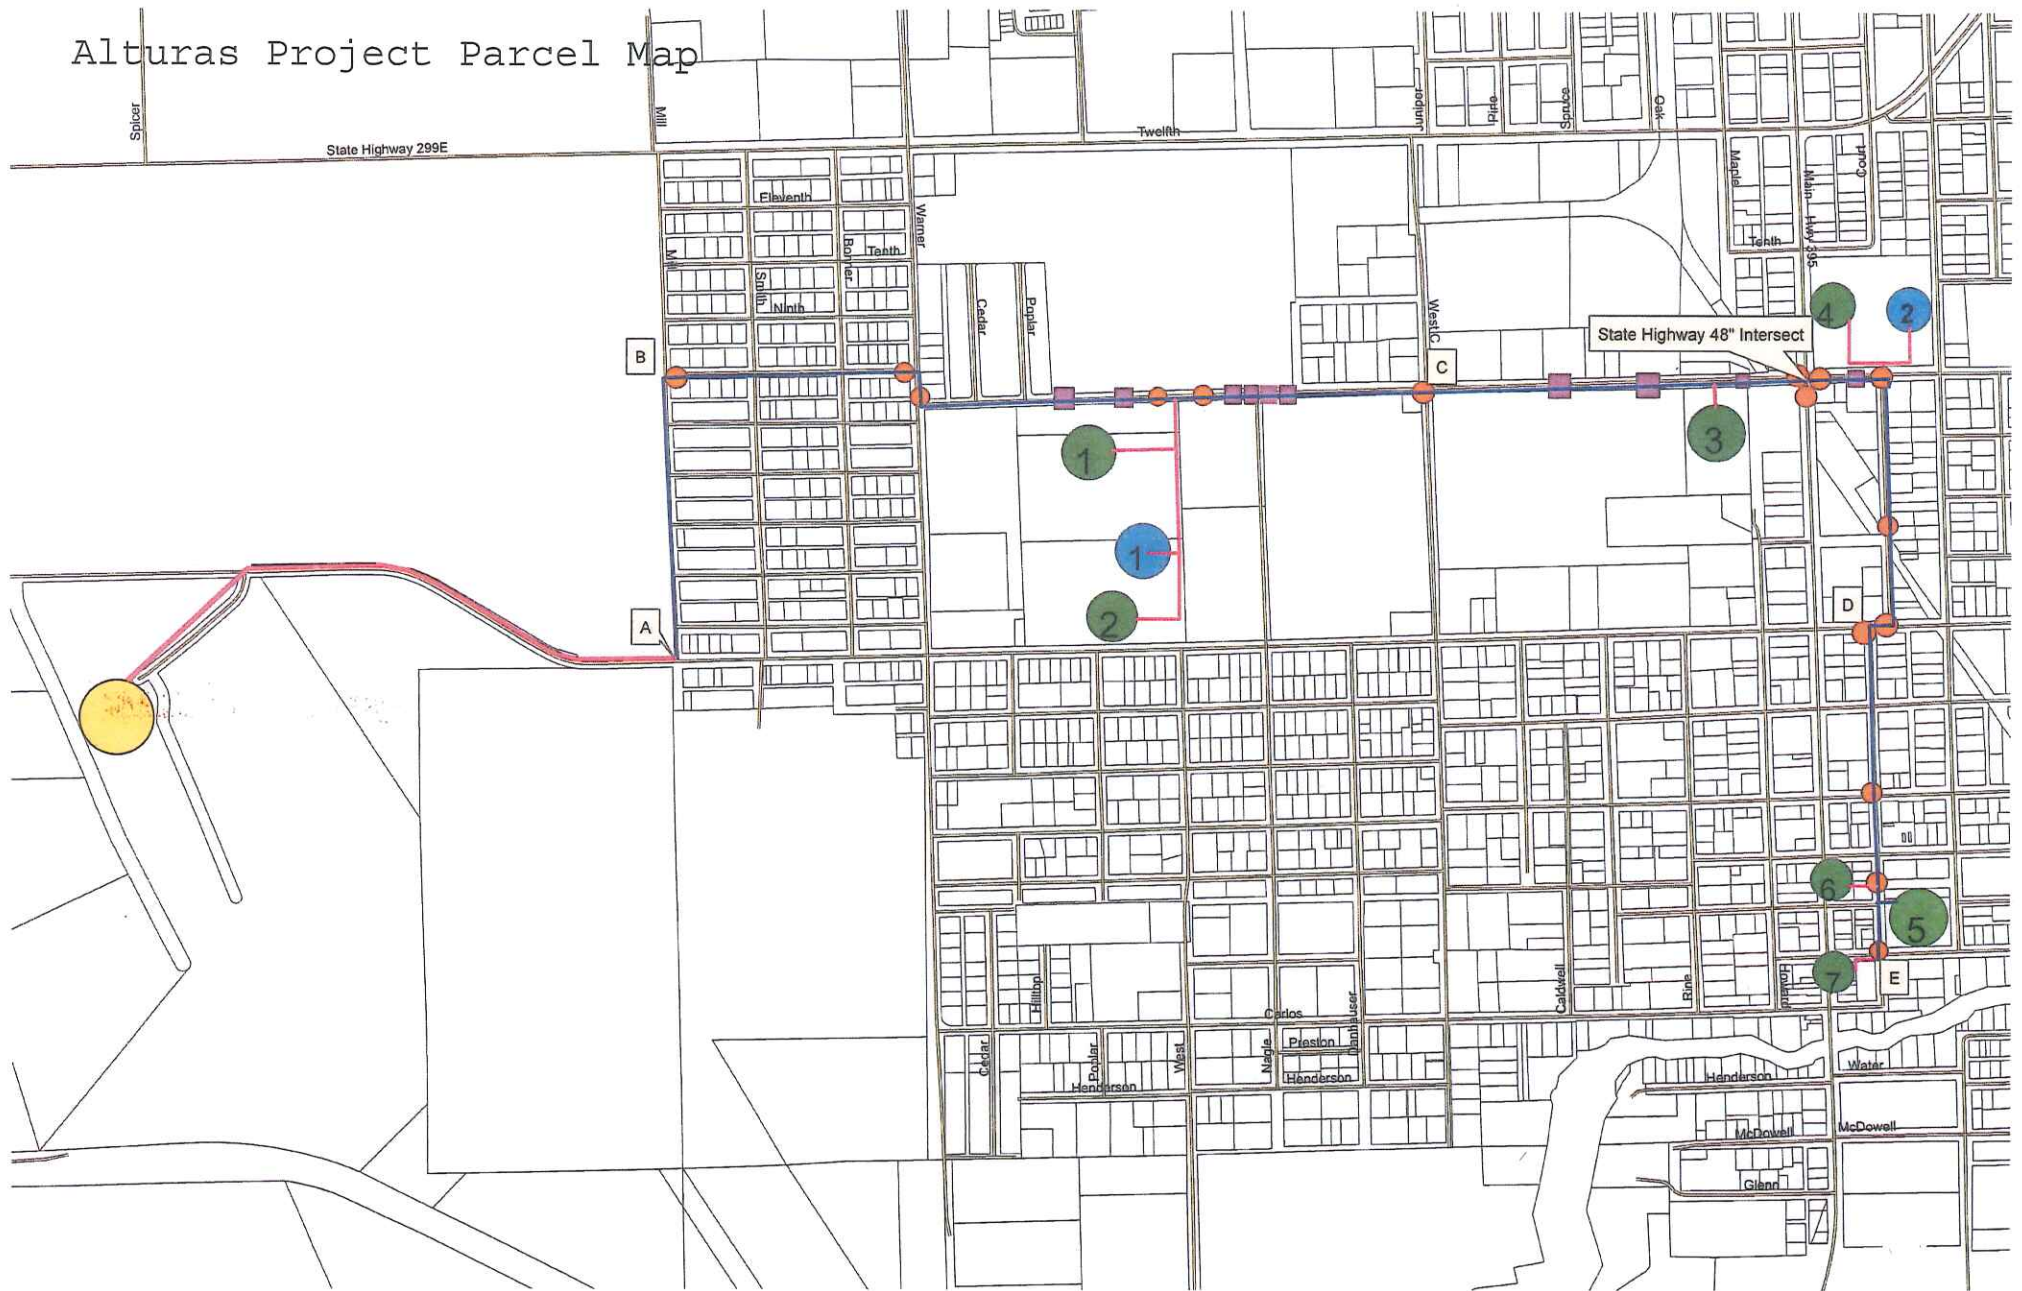 Alturas Project Parcel Map
Spicer
Mill
State Highway 299E
Twelfth
Juniper
Pine
Spruce
Oak
Maple
Main Hwy 395
Court
Eleventh
Warner
Bonner
Tenth
Tenth
Mill
Smith
Ninth
Cedar
Poplar
West C
4
2
State Highway 48" Intersect
B
C
1
3
1
2
A
D
6
5
7
E
Howard
Caldwell
Rine
Hilltop
Carlos
Danhauser
Preston
Cedar
Popler
West
Nagle
Henderson
Henderson
Henderson
Water
McDowell
McDowell
Glenn